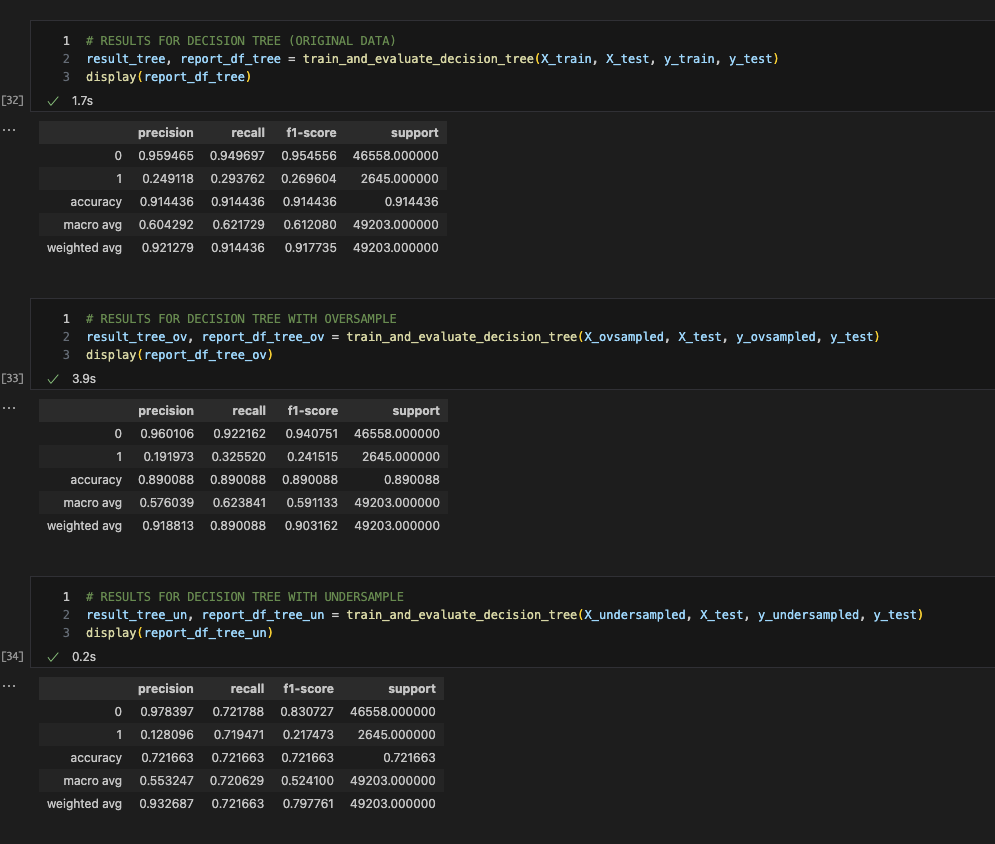 1 # RESULTS FOR DECISION TREE (ORIGINAL DATA)
2 result_tree, report_df_tree = train_and_evaluate_decision_tree(X_train, X_test, y_train, y_test)
3 display(report_df_tree)
[32] ✓ 1.7s
...
precision recall f1-score support
0 0.959465 0.949697 0.954556 46558.000000
1 0.249118 0.293762 0.269604 2645.000000
accuracy 0.914436 0.914436 0.914436 0.914436
macro avg 0.604292 0.621729 0.612080 49203.000000
weighted avg 0.921279 0.914436 0.917735 49203.000000
1 # RESULTS FOR DECISION TREE WITH OVERSAMPLE
2 result_tree_ov, report_df_tree_ov = train_and_evaluate_decision_tree(X_ovsampled, X_test, y_ovsampled, y_test)
3 display(report_df_tree_ov)
[33] ✓ 3.9s
...
precision recall f1-score support
0 0.960106 0.922162 0.940751 46558.000000
1 0.191973 0.325520 0.241515 2645.000000
accuracy 0.890088 0.890088 0.890088 0.890088
macro avg 0.576039 0.623841 0.591133 49203.000000
weighted avg 0.918813 0.890088 0.903162 49203.000000
1 # RESULTS FOR DECISION TREE WITH UNDERSAMPLE
2 result_tree_un, report_df_tree_un = train_and_evaluate_decision_tree(X_undersampled, X_test, y_undersampled, y_test)
3 display(report_df_tree_un)
[34] ✓ 0.2s
...
precision recall f1-score support
0 0.978397 0.721788 0.830727 46558.000000
1 0.128096 0.719471 0.217473 2645.000000
accuracy 0.721663 0.721663 0.721663 0.721663
macro avg 0.553247 0.720629 0.524100 49203.000000
weighted avg 0.932687 0.721663 0.797761 49203.000000